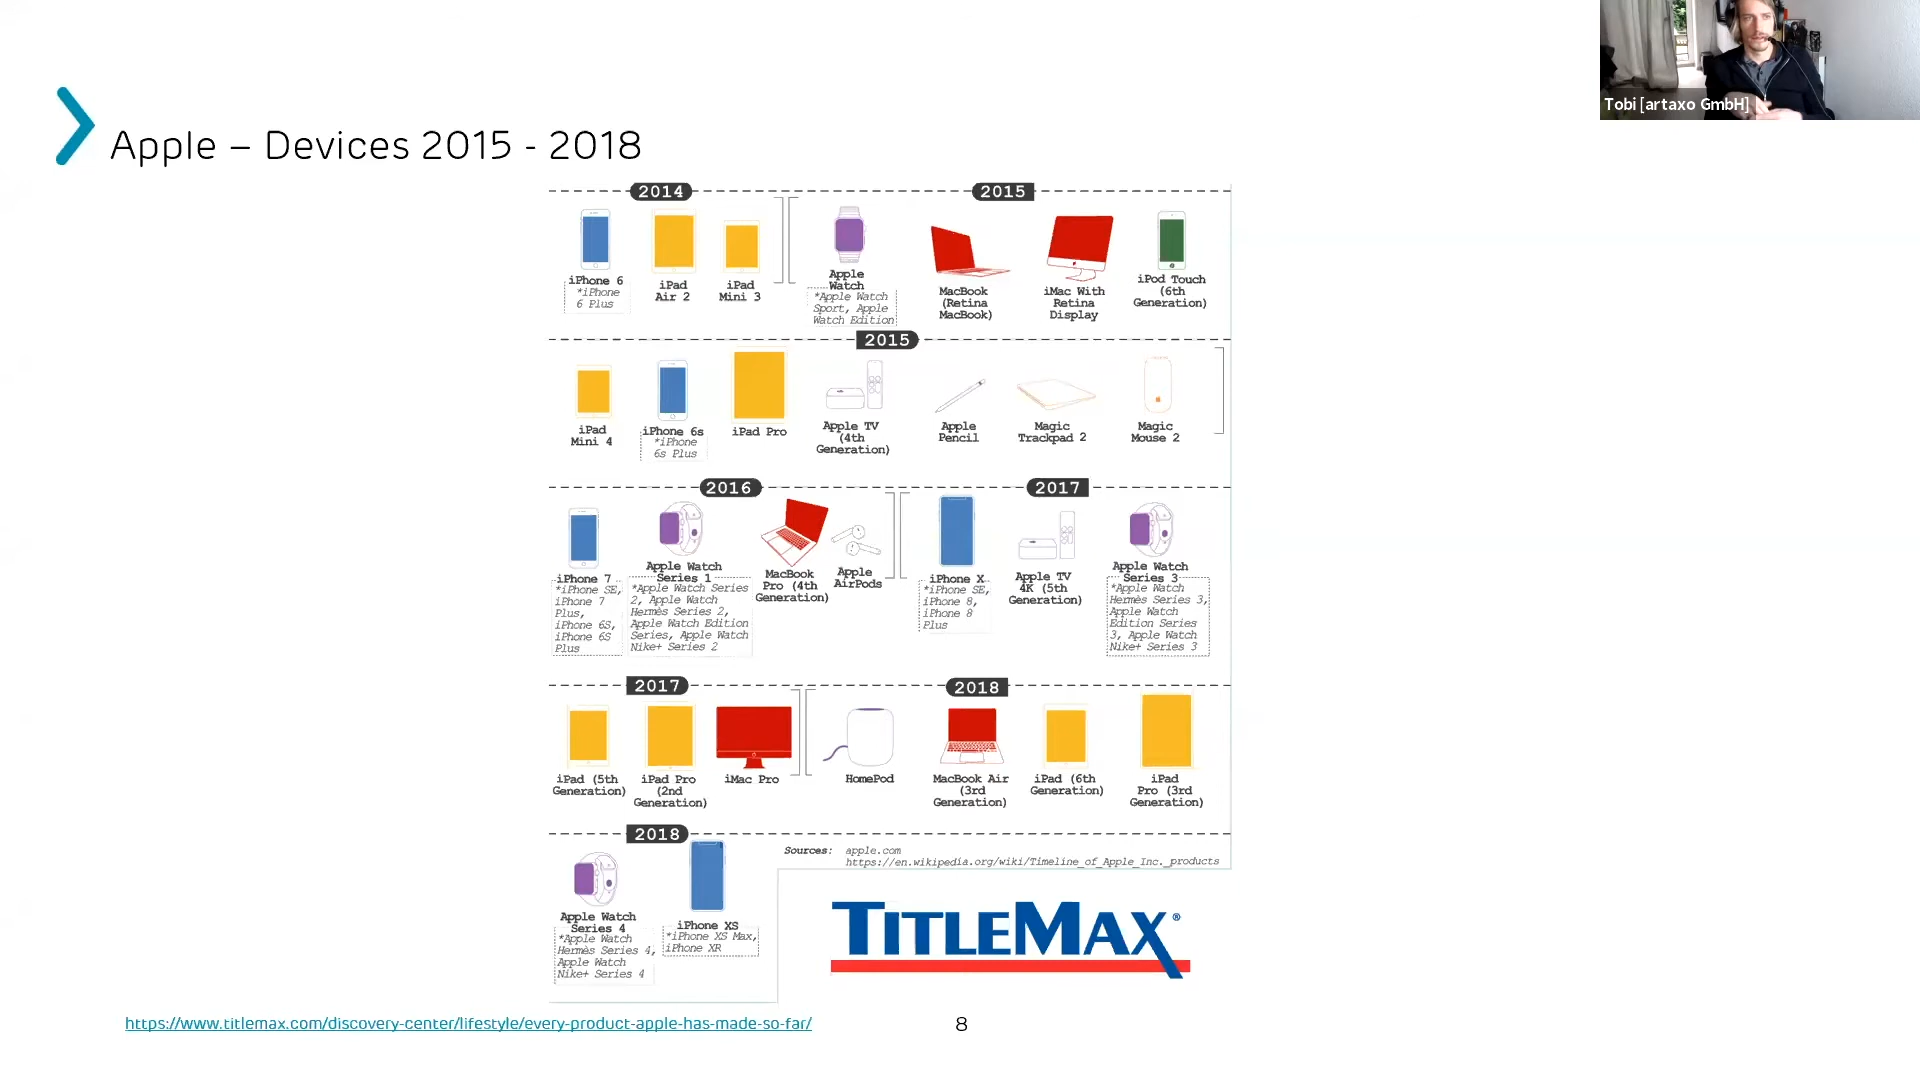 Tobi [artaxo GmbH]
Apple – Devices 2015 - 2018
2014
2015
iPhone 6
*iPhone
6 Plus
iPad
Air 2
iPad
Mini 3
Apple
Watch
*Apple Watch
Sport, Apple
Watch Edition
MacBook
(Retina
MacBook)
iMac With
Retina
Display
iPod Touch
(6th
Generation)
2015
iPad
Mini 4
iPhone 6s
*iPhone
6s Plus
iPad Pro
Apple TV
(4th
Generation)
Apple
Pencil
Magic
Trackpad 2
Magic
Mouse 2
2016
2017
iPhone 7
*iPhone SE,
iPhone 7
Plus,
iPhone 6S,
iPhone 6S
Plus
Apple Watch
Series 1
*Apple Watch Series
2, Apple Watch
Hermès Series 2,
Apple Watch Edition
Series, Apple Watch
Nike+ Series 2
MacBook
Pro (4th
Generation)
Apple
AirPods
iPhone X
*iPhone SE,
iPhone 8,
iPhone 8
Plus
Apple TV
4K (5th
Generation)
Apple Watch
Series 3
*Apple Watch
Hermès Series 3,
Apple Watch
Edition Series
3, Apple Watch
Nike+ Series 3
2017
2018
iPad (5th
Generation)
iPad Pro
(2nd
Generation)
iMac Pro
HomePod
MacBook Air
(3rd
Generation)
iPad (6th
Generation)
iPad
Pro (3rd
Generation)
2018
Apple Watch
Series 4
*Apple Watch
Hermès Series 4,
Apple Watch
Nike+ Series 4
iPhone XS
*iPhone XS Max,
iPhone XR
Sources: apple.com
https://en.wikipedia.org/wiki/Timeline_of_Apple_Inc._products
TITLEMAX®
https://www.titlemax.com/discovery-center/lifestyle/every-product-apple-has-made-so-far/
8